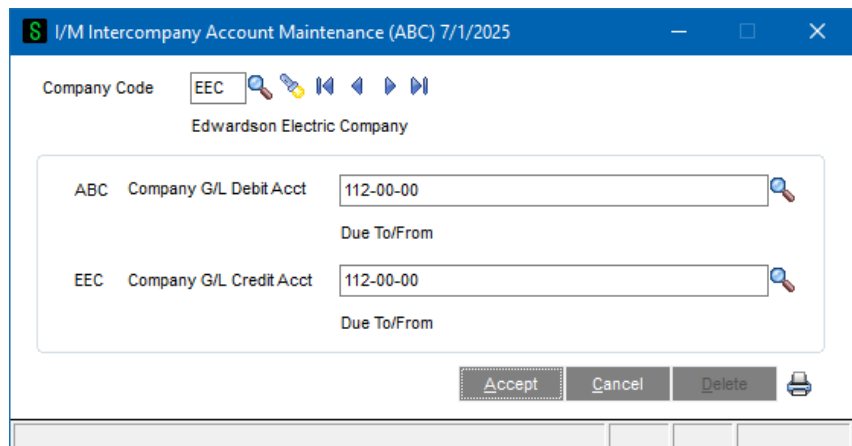 S I/M Intercompany Account Maintenance (ABC) 7/1/2025
Company Code EEC
Edwardson Electric Company
ABC Company G/L Debit Acct 112-00-00
Due To/From
EEC Company G/L Credit Acct 112-00-00
Due To/From
Accept Cancel Delete